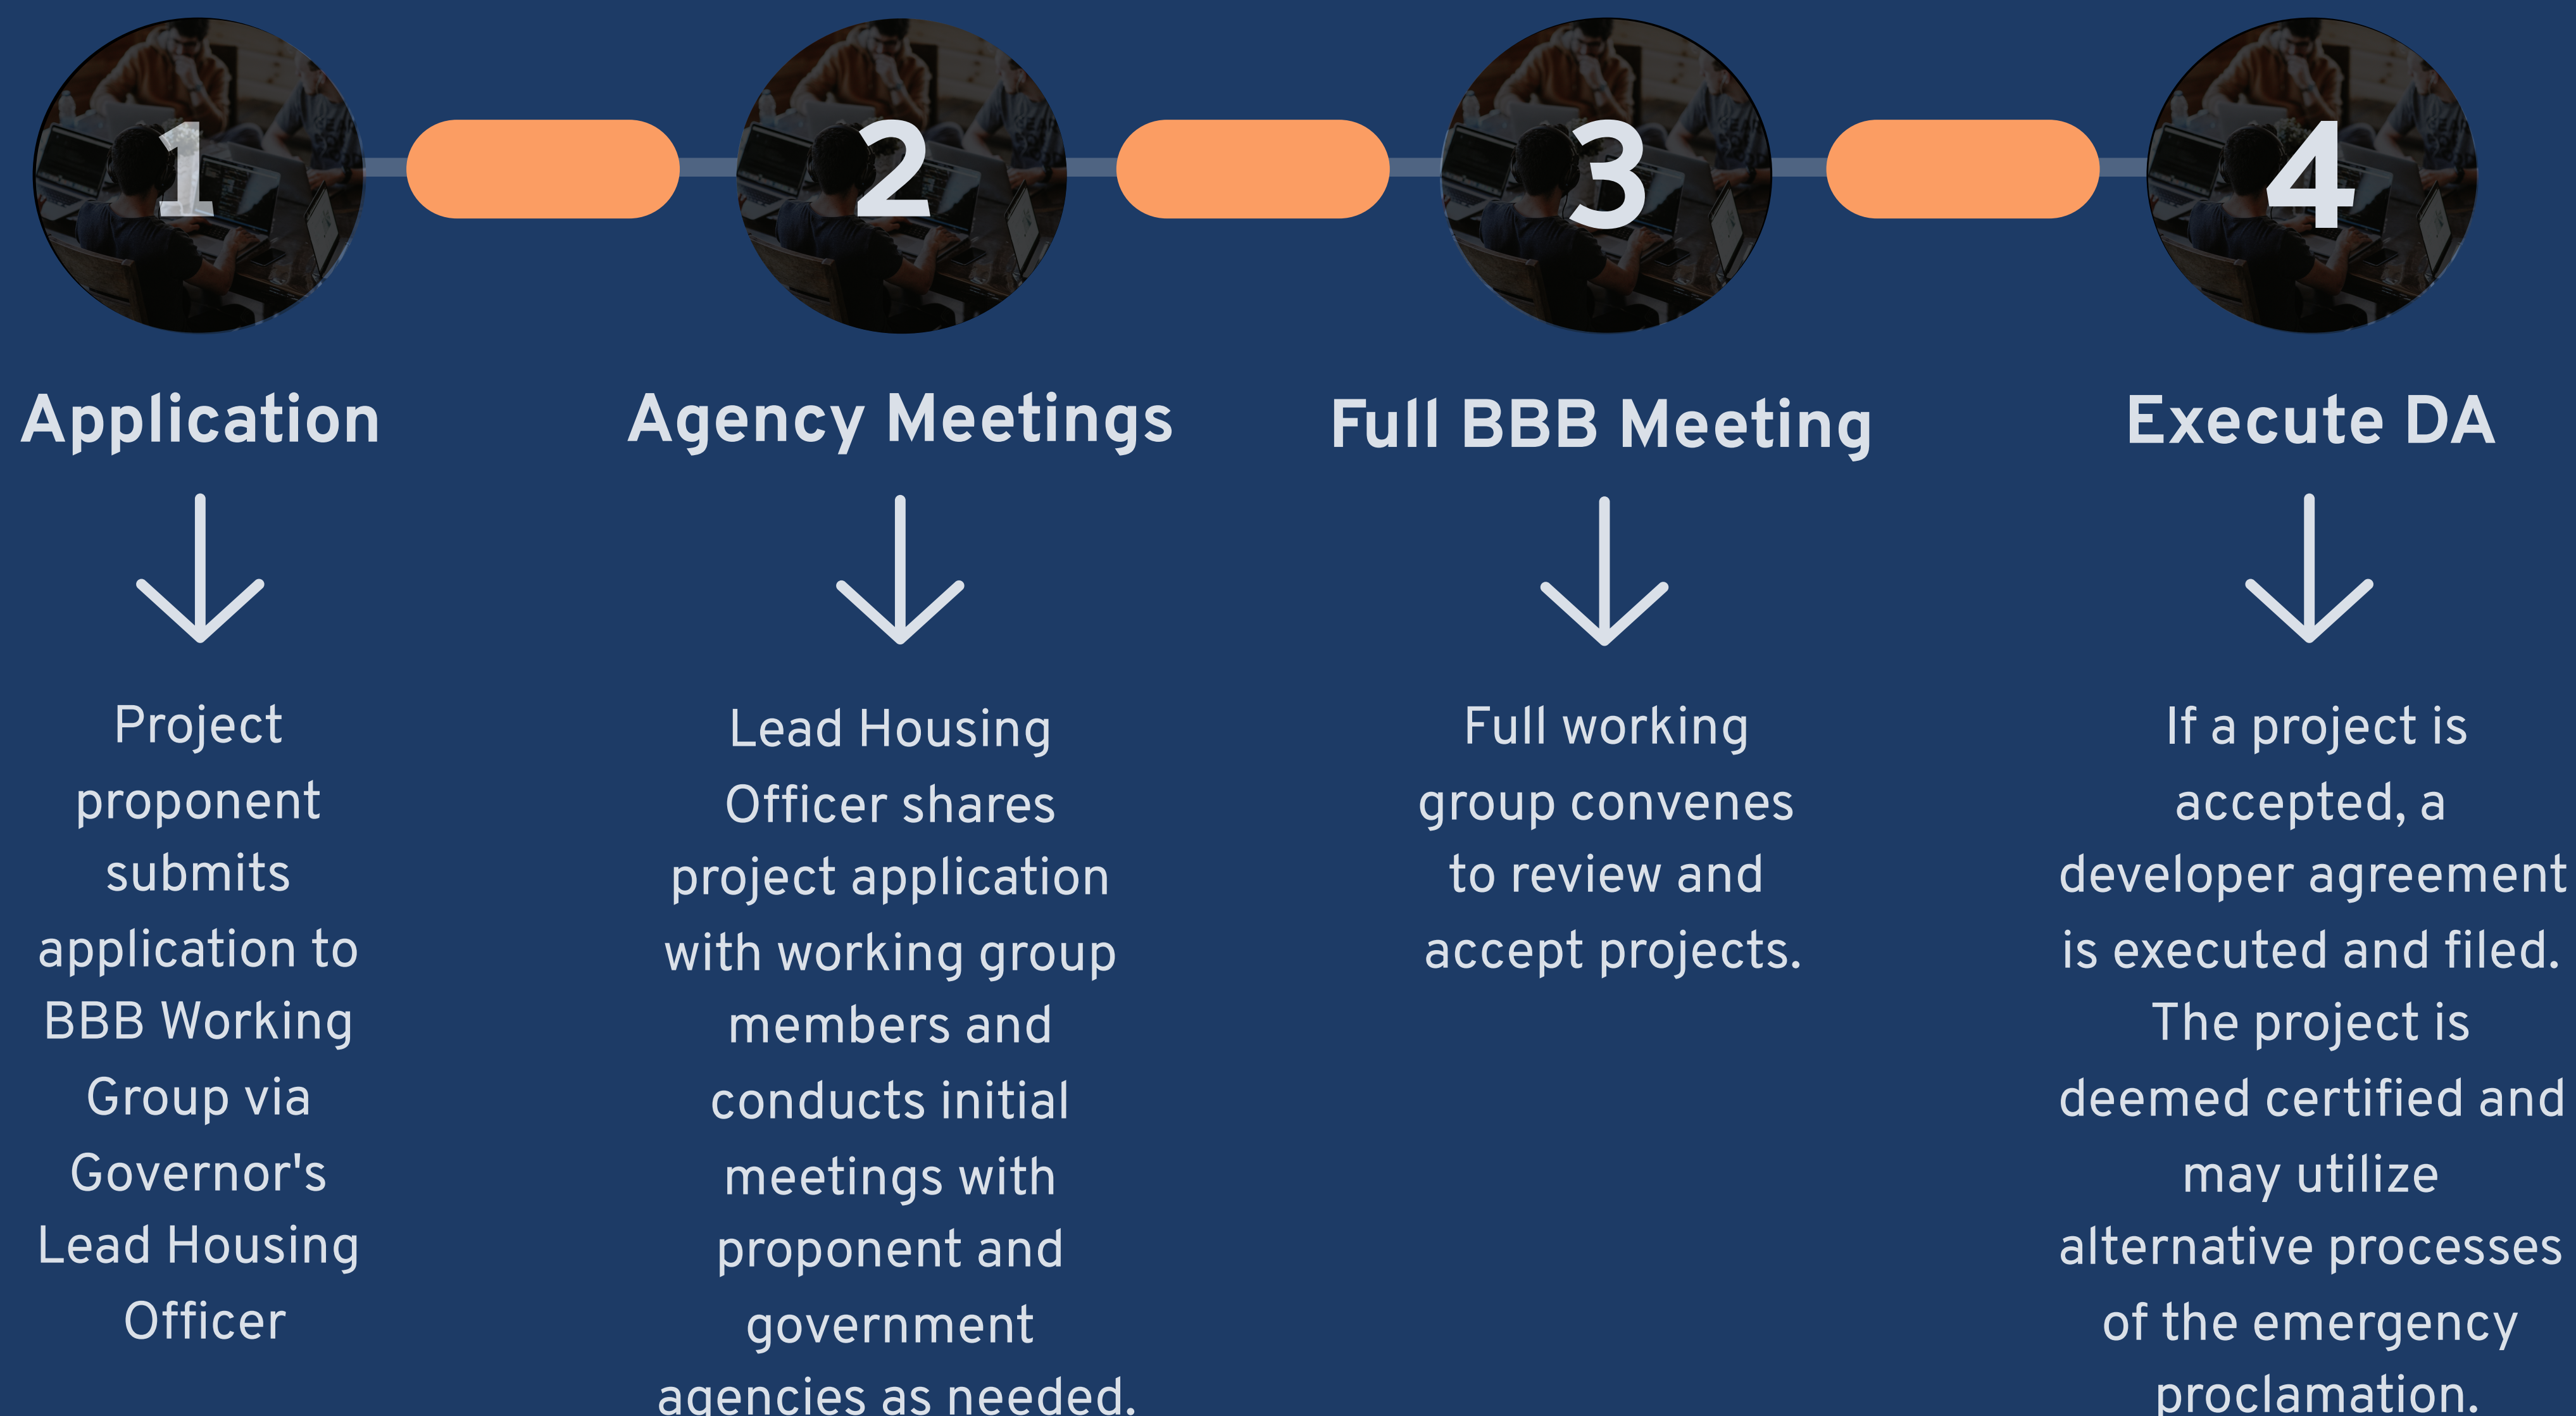 1
2
3
4
Application
Project
proponent
submits
application to
BBB Working
Group via
Governor's
Lead Housing
Officer
Agency Meetings
Lead Housing
Officer shares
project application
with working group
members and
conducts initial
meetings with
proponent and
government
agencies as needed.
Full BBB Meeting
Full working
group convenes
to review and
accept projects.
Execute DA
If a project is
accepted, a
developer agreement
is executed and filed.
The project is
deemed certified and
may utilize
alternative processes
of the emergency
proclamation.